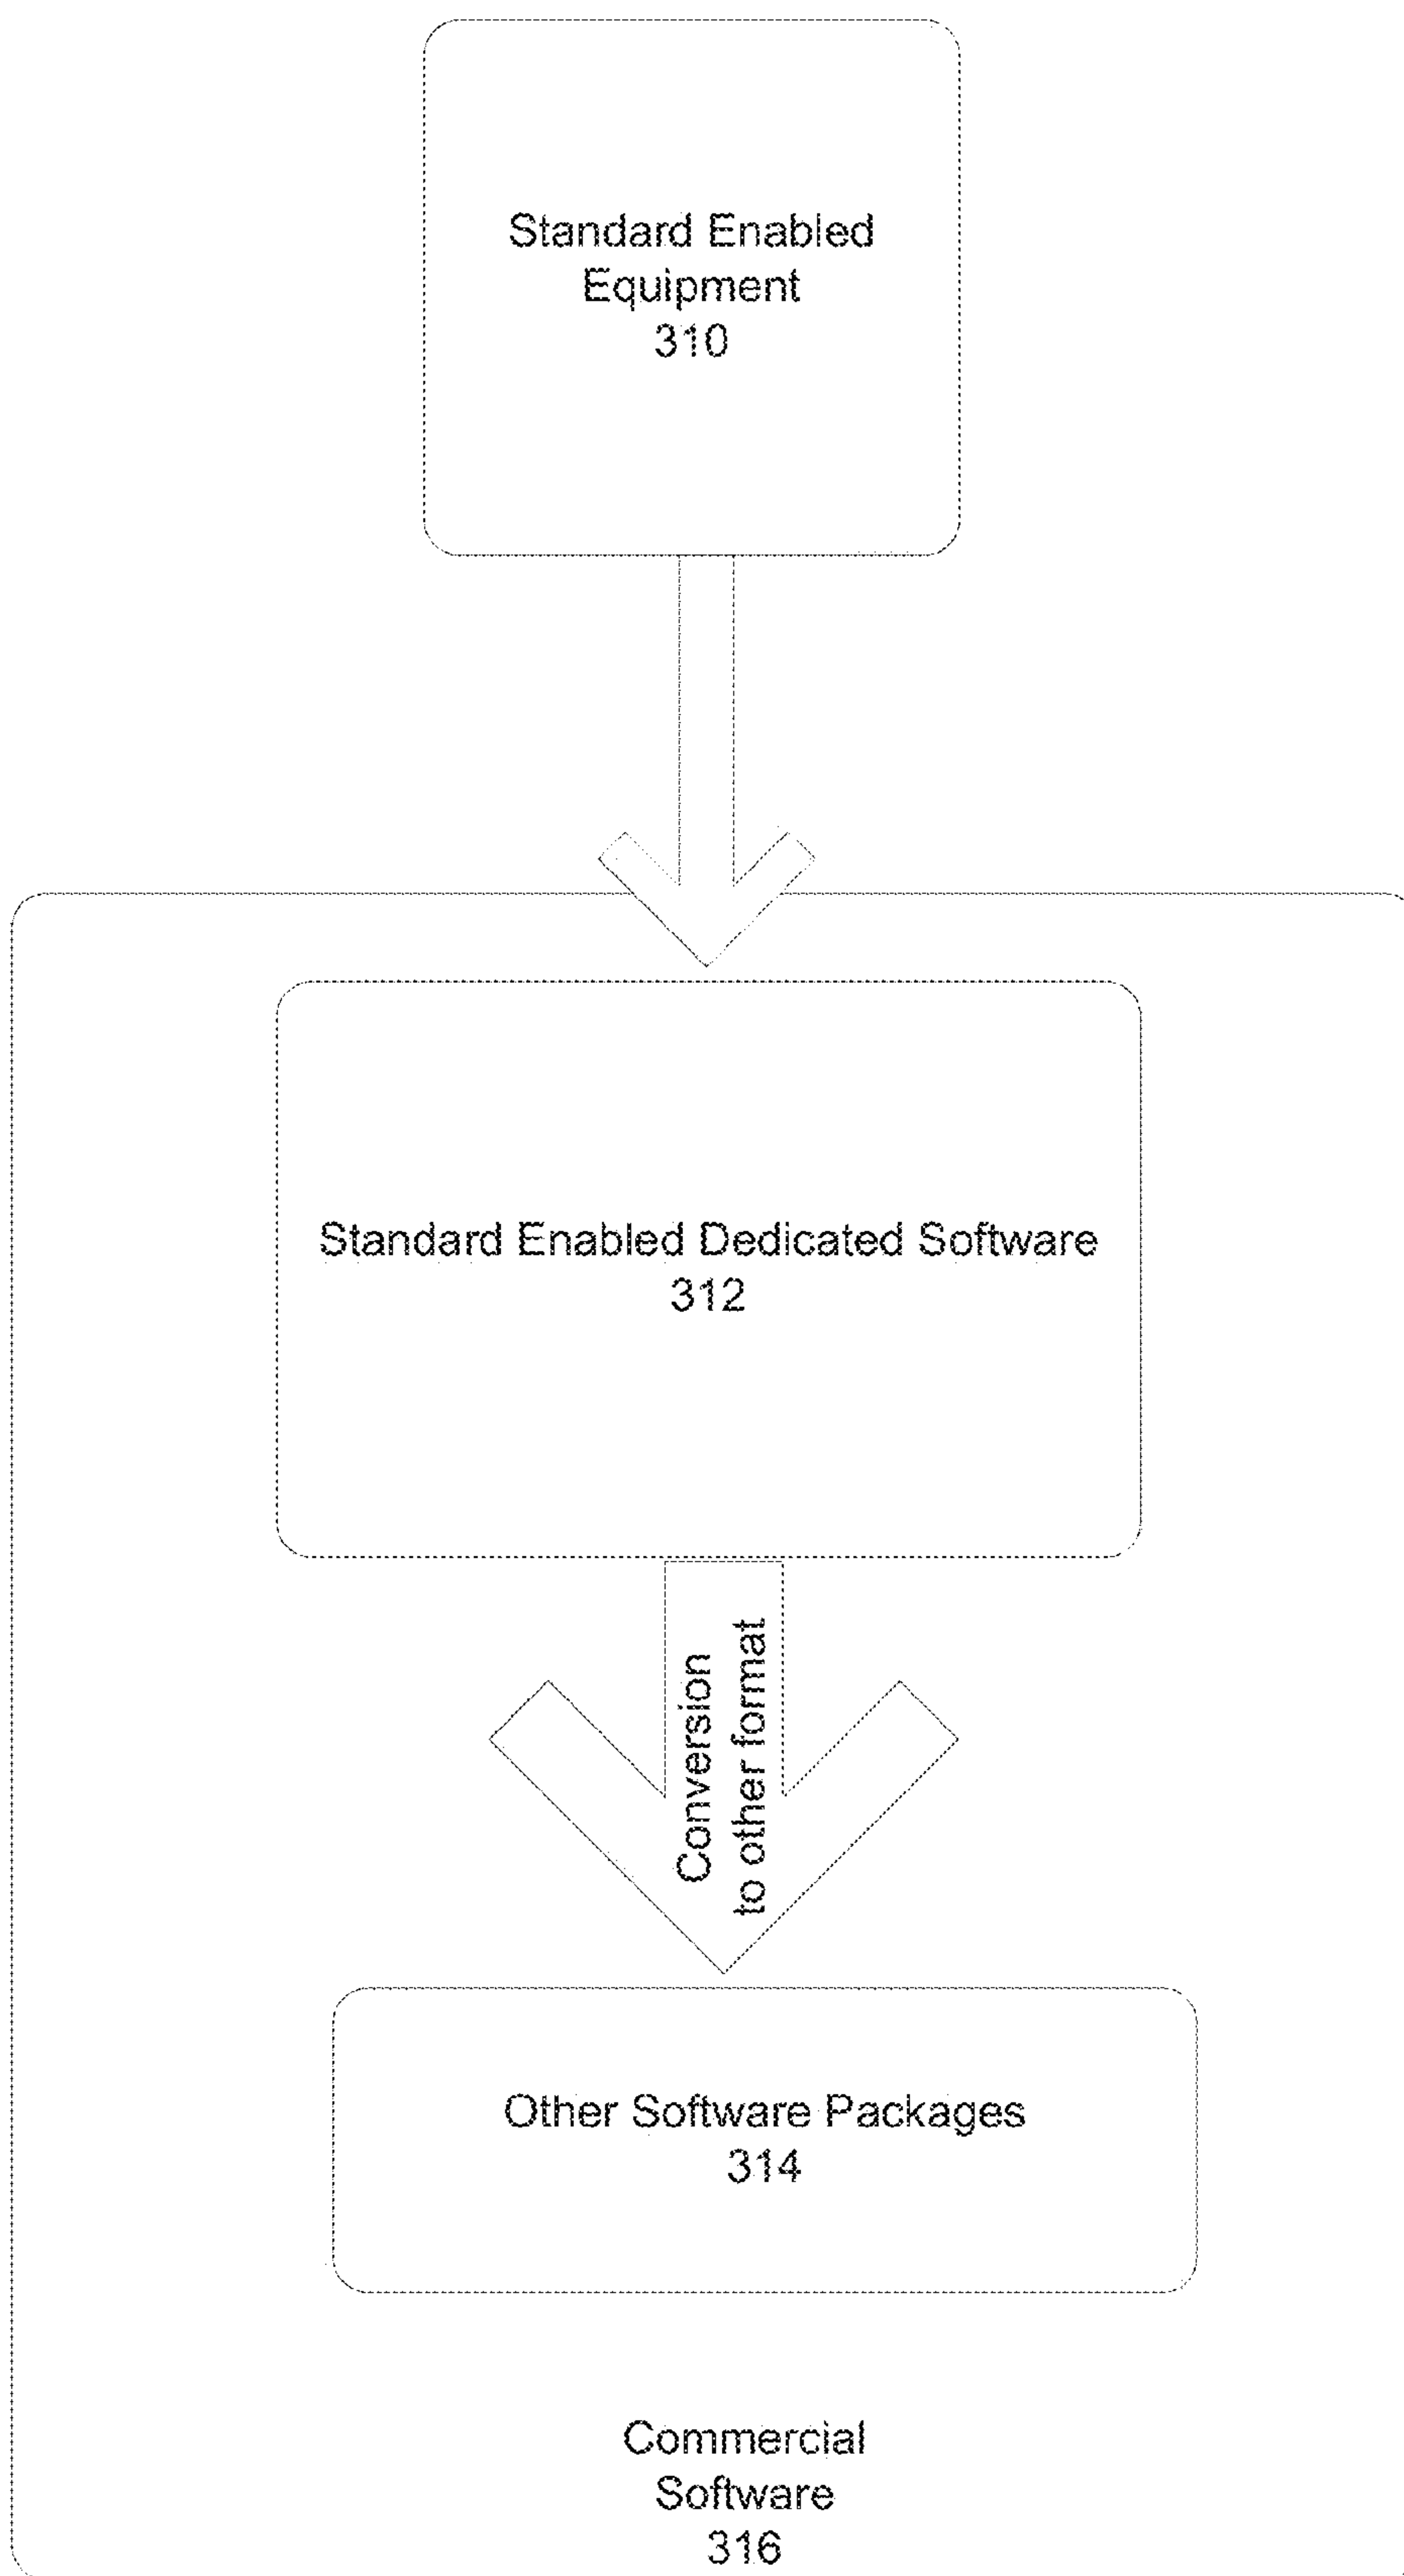 Standard Enabled
Equipment
310
Standard Enabled Dedicated Software
312
Conversion
to other format
Other Software Packages
314
Commercial
Software
316